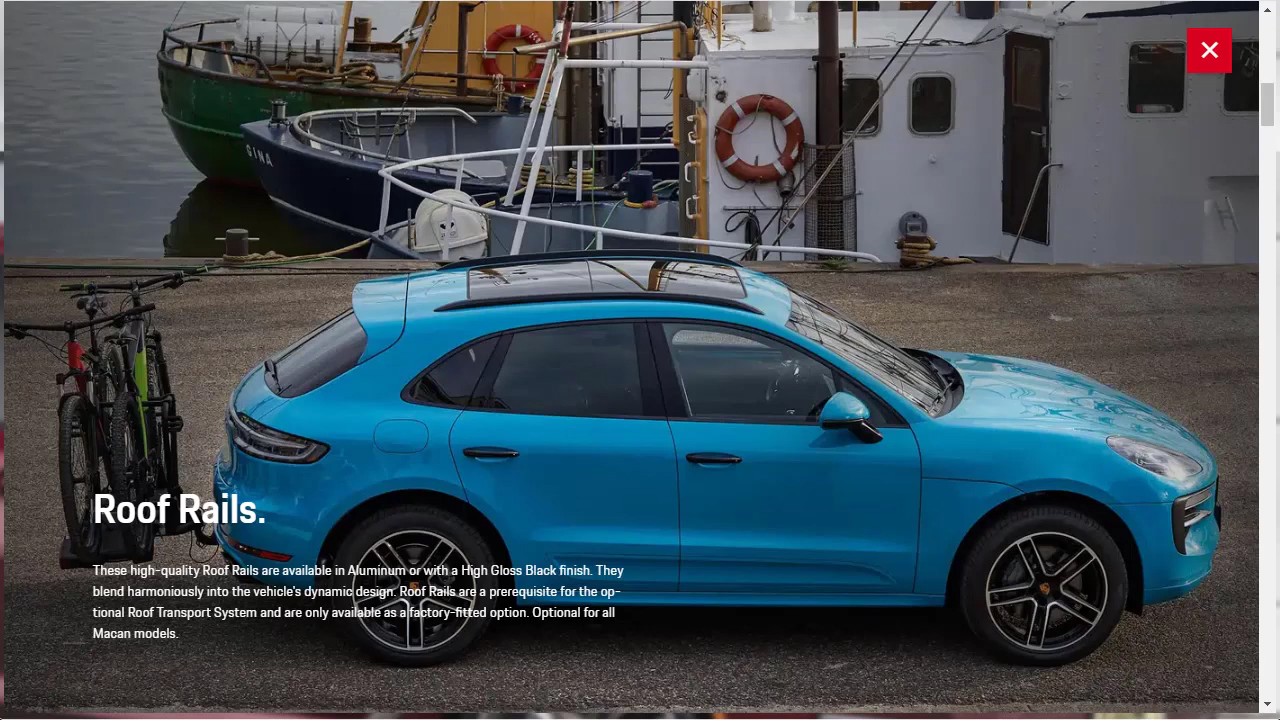 GINA
Roof Rails.
These high-quality Roof Rails are available in Aluminum or with a High Gloss Black finish. They
blend harmoniously into the vehicle's dynamic design. Roof Rails are a prerequisite for the op-
tional Roof Transport System and are only available as a factory-fitted option. Optional for all
Macan models.